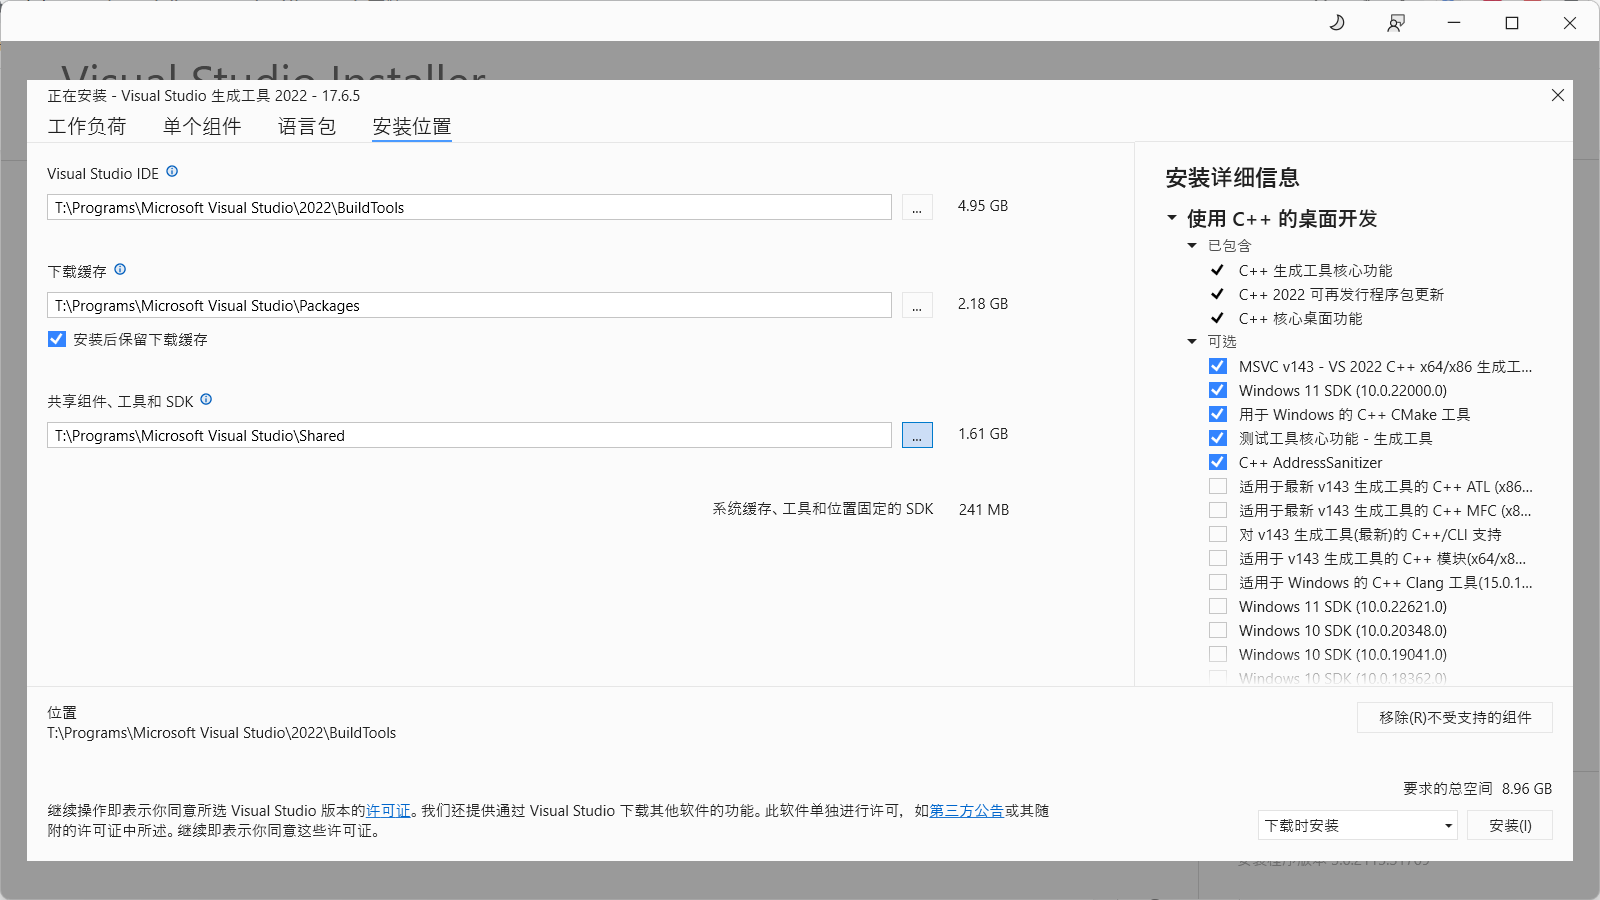 Visual Studio Installer
正在安装 - Visual Studio 生成工具 2022 - 17.6.5
工作负荷 单个组件 语言包 安装位置
Visual Studio IDE
T:\Programs\Microsoft Visual Studio\2022\BuildTools
... 4.95 GB
下载缓存
T:\Programs\Microsoft Visual Studio\Packages
... 2.18 GB
安装后保留下载缓存
共享组件、工具和 SDK
T:\Programs\Microsoft Visual Studio\Shared
... 1.61 GB
系统缓存、工具和位置固定的 SDK 241 MB
安装详细信息
使用 C++ 的桌面开发
已包含
C++ 生成工具核心功能
C++ 2022 可再发行程序包更新
C++ 核心桌面功能
可选
MSVC v143 - VS 2022 C++ x64/x86 生成工...
Windows 11 SDK (10.0.22000.0)
用于 Windows 的 C++ CMake 工具
测试工具核心功能 - 生成工具
C++ AddressSanitizer
适用于最新 v143 生成工具的 C++ ATL (x86...
适用于最新 v143 生成工具的 C++ MFC (x8...
对 v143 生成工具(最新)的 C++/CLI 支持
适用于 v143 生成工具的 C++ 模块(x64/x8...
适用于 Windows 的 C++ Clang 工具(15.0.1...
Windows 11 SDK (10.0.22621.0)
Windows 10 SDK (10.0.20348.0)
Windows 10 SDK (10.0.19041.0)
Windows 10 SDK (10.0.18362.0)
位置
T:\Programs\Microsoft Visual Studio\2022\BuildTools
移除(R)不受支持的组件
继续操作即表示你同意所选 Visual Studio 版本的许可证。我们还提供通过 Visual Studio 下载其他软件的功能。此软件单独进行许可，如第三方公告或其随
附的许可证中所述。继续即表示你同意这些许可证。
要求的总空间 8.96 GB
下载时安装 安装(I)